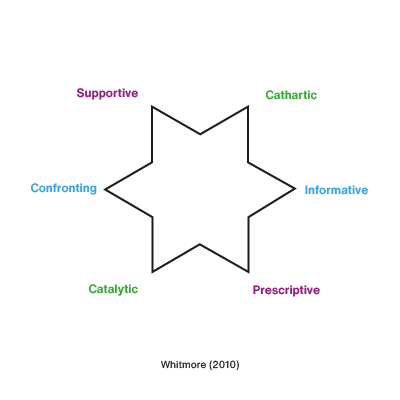 Supportive
Cathartic
Confronting
Informative
Catalytic
Prescriptive
Whitmore (2010)